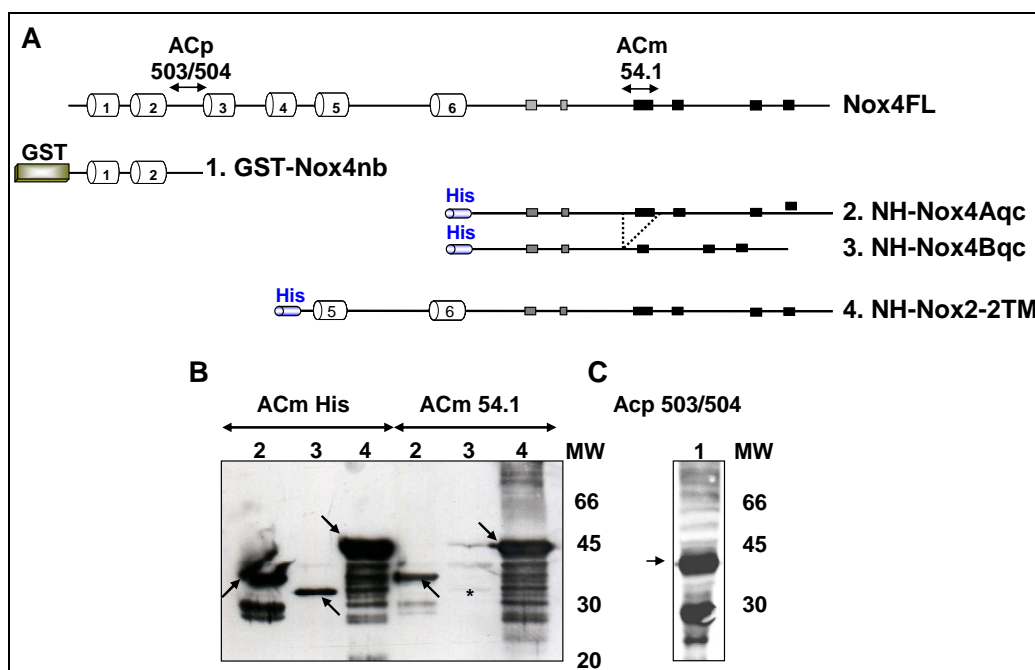 A
ACp
503/504
ACm
54.1
1 2 3 4 5 6
Nox4FL
GST
1 2
1. GST-Nox4nb
His
2. NH-Nox4Aqc
His
3. NH-Nox4Bqc
His
5 6
4. NH-Nox2-2TM
B
C
ACm His
ACm 54.1
Acp 503/504
2 3 4 2 3 4 MW
1 MW
66
45
30
20
*
66
45
30